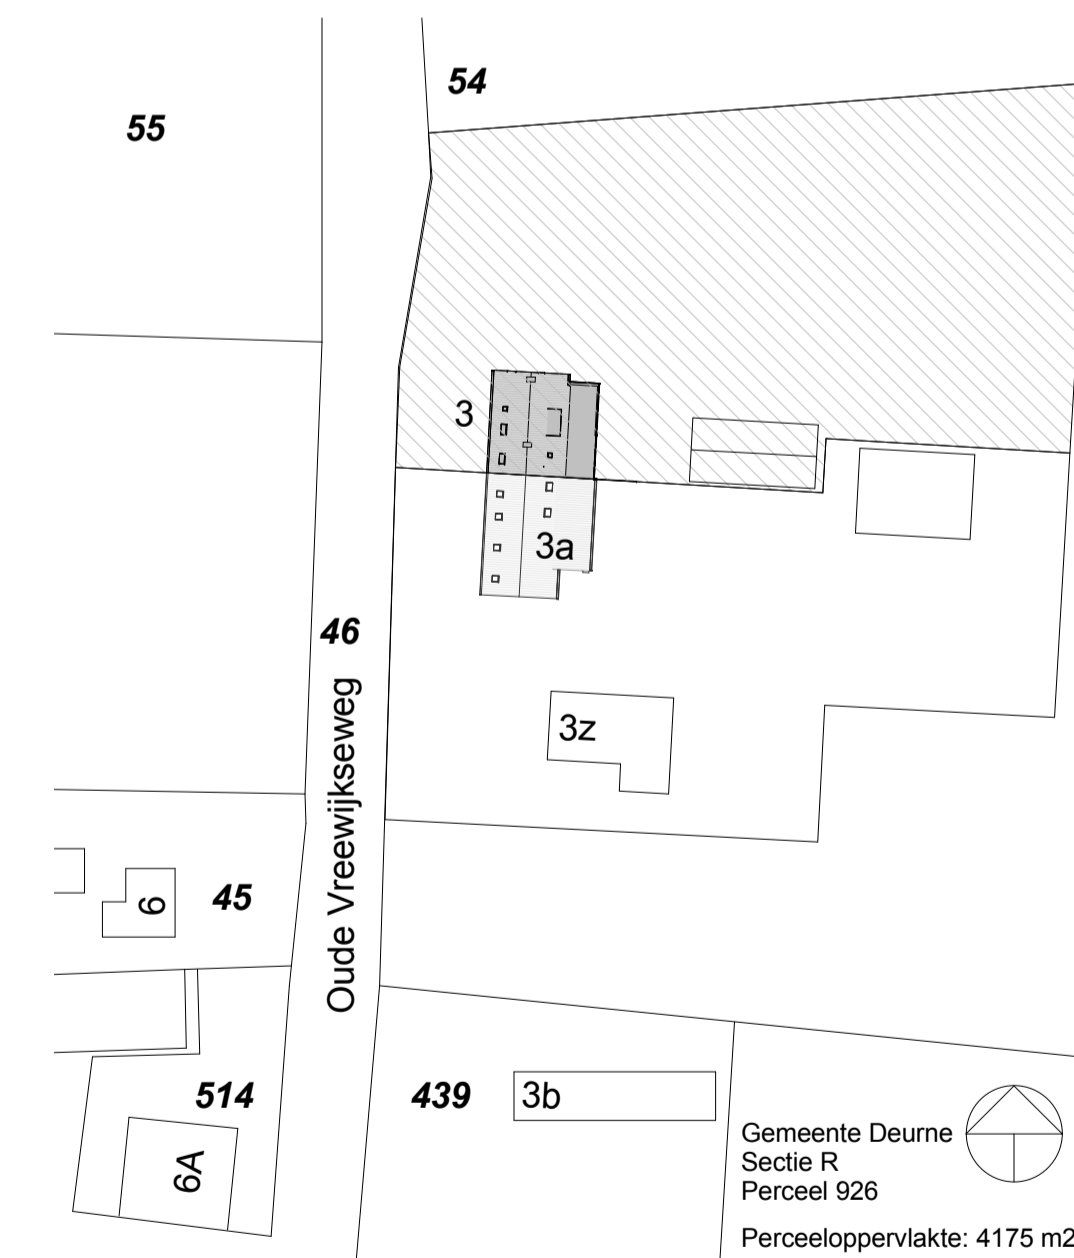 54
55
3
3a
46
Oude Vreewijkseweg
3z
6
45
514
439
3b
6A
Gemeente Deurne
Sectie R
Perceel 926
Perceeloppervlakte: 4175 m2